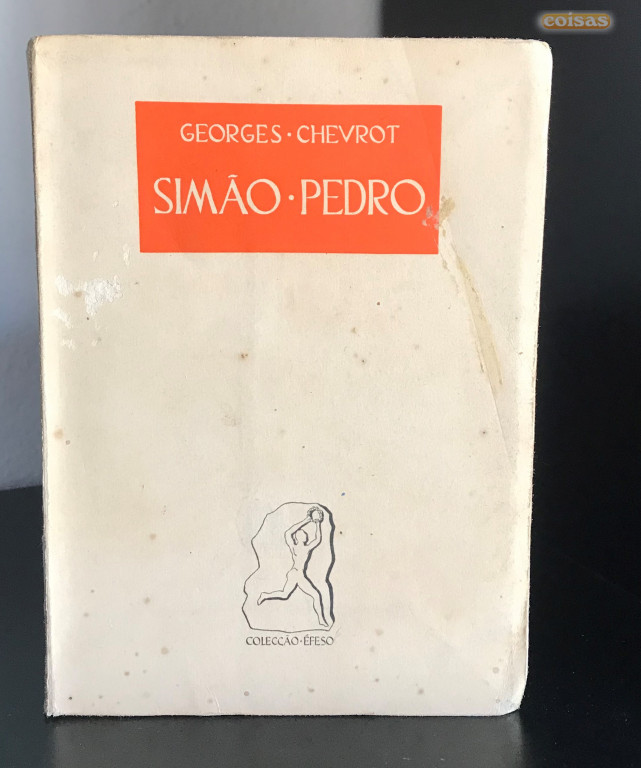 coisas
GEORGES · CHEVROT
SIMÃO · PEDRO
COLECÇÃO · ÉFESO